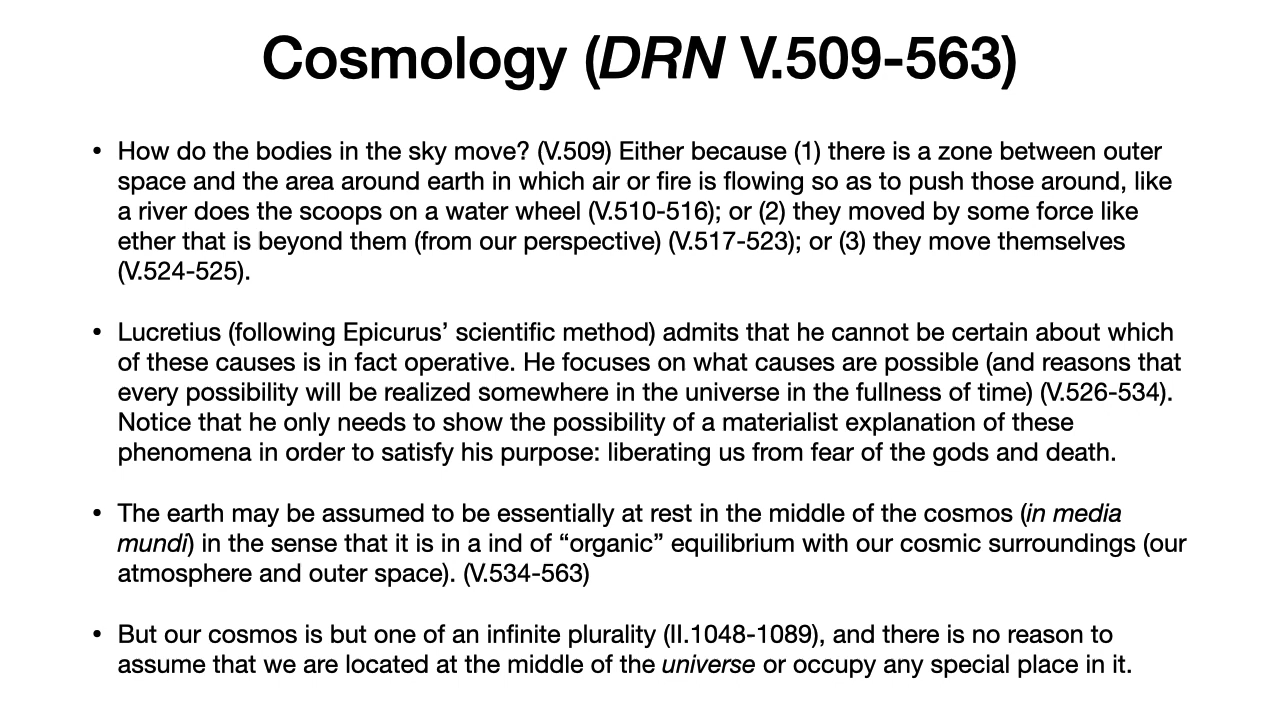 Cosmology (DRN V.509-563)
• How do the bodies in the sky move? (V.509) Either because (1) there is a zone between outer
space and the area around earth in which air or fire is flowing so as to push those around, like
a river does the scoops on a water wheel (V.510-516); or (2) they moved by some force like
ether that is beyond them (from our perspective) (V.517-523); or (3) they move themselves
(V.524-525).
• Lucretius (following Epicurus’ scientific method) admits that he cannot be certain about which
of these causes is in fact operative. He focuses on what causes are possible (and reasons that
every possibility will be realized somewhere in the universe in the fullness of time) (V.526-534).
Notice that he only needs to show the possibility of a materialist explanation of these
phenomena in order to satisfy his purpose: liberating us from fear of the gods and death.
• The earth may be assumed to be essentially at rest in the middle of the cosmos (in media
mundi) in the sense that it is in a ind of “organic” equilibrium with our cosmic surroundings (our
atmosphere and outer space). (V.534-563)
• But our cosmos is but one of an infinite plurality (II.1048-1089), and there is no reason to
assume that we are located at the middle of the universe or occupy any special place in it.